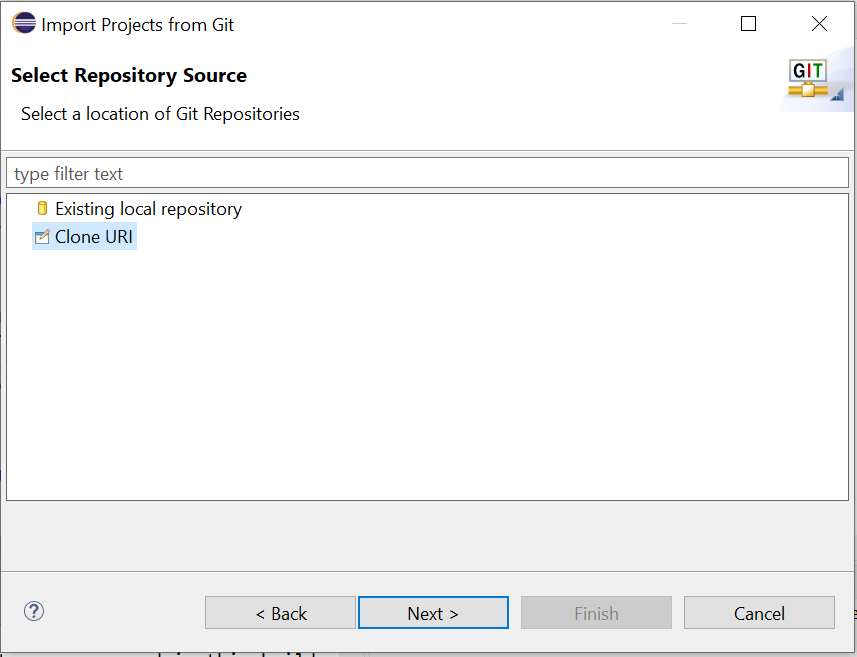 Import Projects from Git
Select Repository Source
GIT
Select a location of Git Repositories
type filter text
Existing local repository
Clone URI
? < Back Next > Finish Cancel